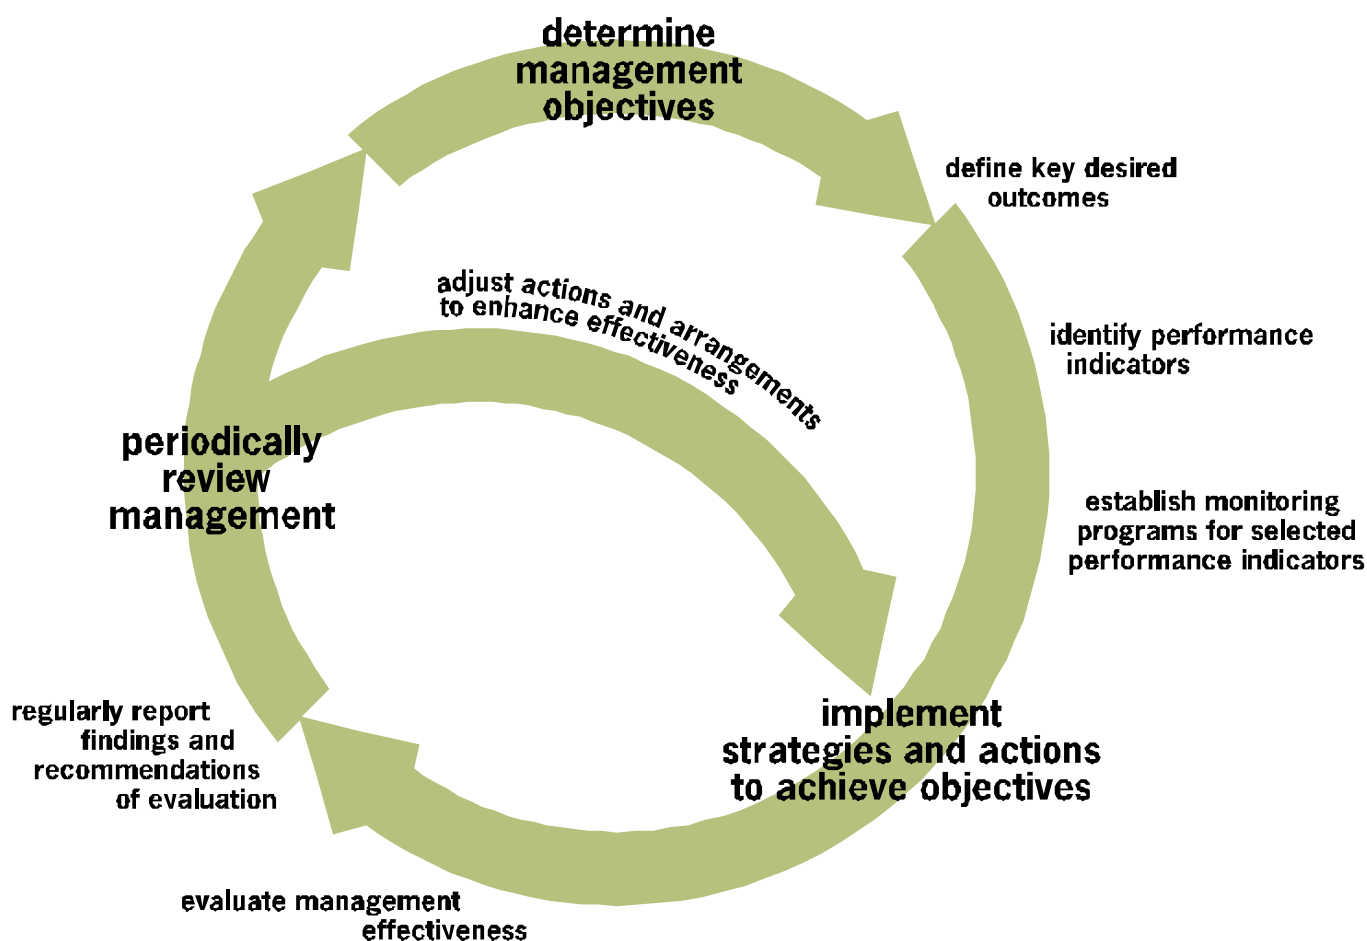 determine
management
objectives
define key desired
outcomes
identify performance
indicators
establish monitoring
programs for selected
performance indicators
adjust actions and arrangements
to enhance effectiveness
implement
strategies and actions
to achieve objectives
evaluate management
effectiveness
regularly report
findings and
recommendations
of evaluation
periodically
review
management